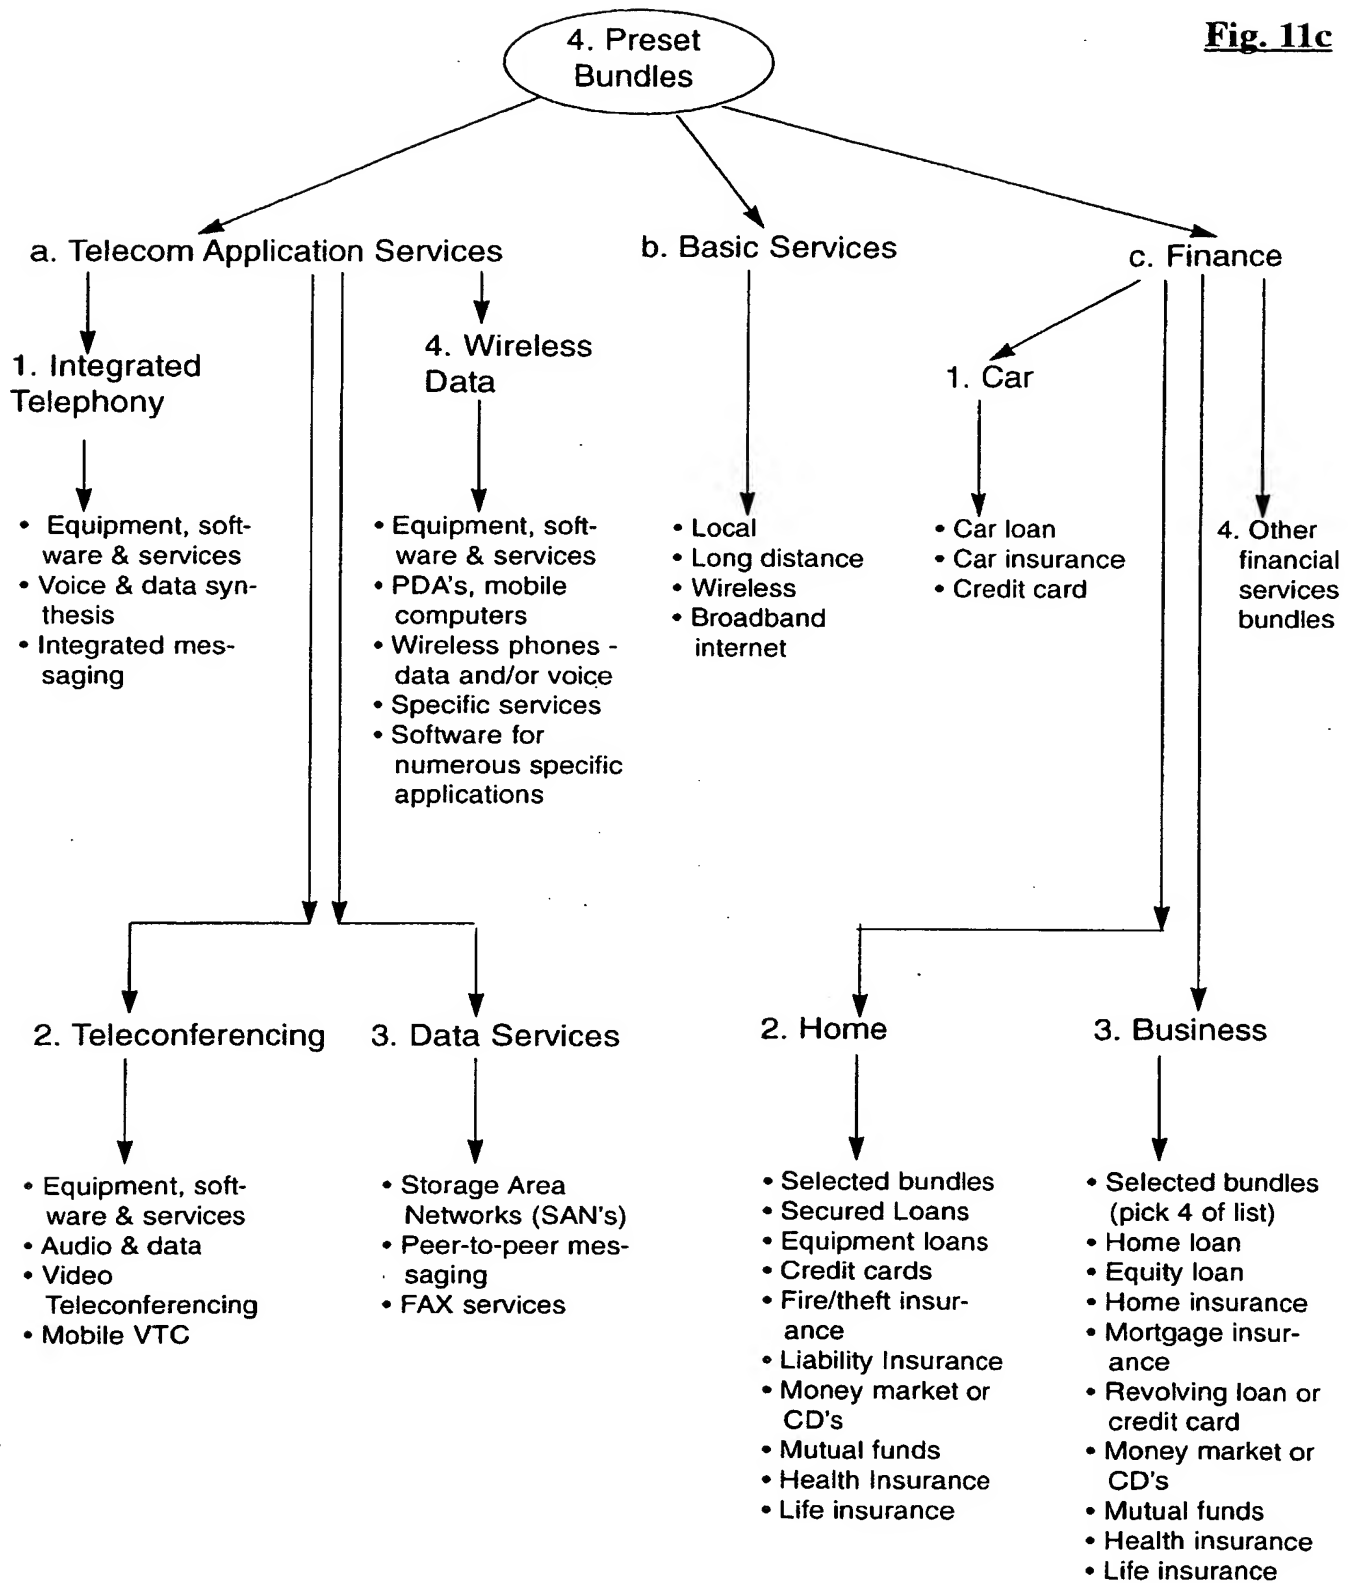 Fig. 11c
4. Preset
Bundles
a. Telecom Application Services
b. Basic Services
c. Finance
1. Integrated
Telephony
4. Wireless
Data
1. Car
• Equipment, soft-
ware & services
• Voice & data syn-
thesis
• Integrated mes-
saging
• Equipment, soft-
ware & services
• PDA's, mobile
computers
• Wireless phones -
data and/or voice
• Specific services
• Software for
numerous specific
applications
• Local
• Long distance
• Wireless
• Broadband
internet
• Car loan
• Car insurance
• Credit card
4. Other
financial
services
bundles
2. Teleconferencing
3. Data Services
2. Home
3. Business
• Equipment, soft-
ware & services
• Audio & data
• Video
Teleconferencing
• Mobile VTC
• Storage Area
Networks (SAN's)
• Peer-to-peer mes-
saging
• FAX services
• Selected bundles
• Secured Loans
• Equipment loans
• Credit cards
• Fire/theft insur-
ance
• Liability Insurance
• Money market or
CD's
• Mutual funds
• Health Insurance
• Life insurance
• Selected bundles
(pick 4 of list)
• Home loan
• Equity loan
• Home insurance
• Mortgage insur-
ance
• Revolving loan or
credit card
• Money market or
CD's
• Mutual funds
• Health insurance
• Life insurance